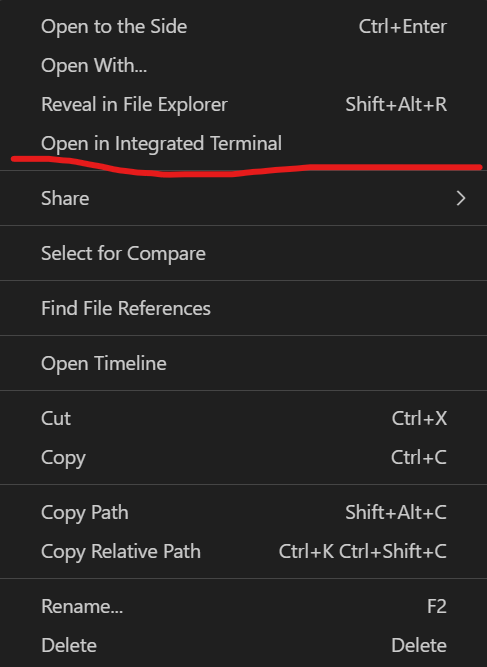 Open to the Side Ctrl+Enter
Open With...
Reveal in File Explorer Shift+Alt+R
Open in Integrated Terminal
Share
Select for Compare
Find File References
Open Timeline
Cut Ctrl+X
Copy Ctrl+C
Copy Path Shift+Alt+C
Copy Relative Path Ctrl+K Ctrl+Shift+C
Rename... F2
Delete Delete